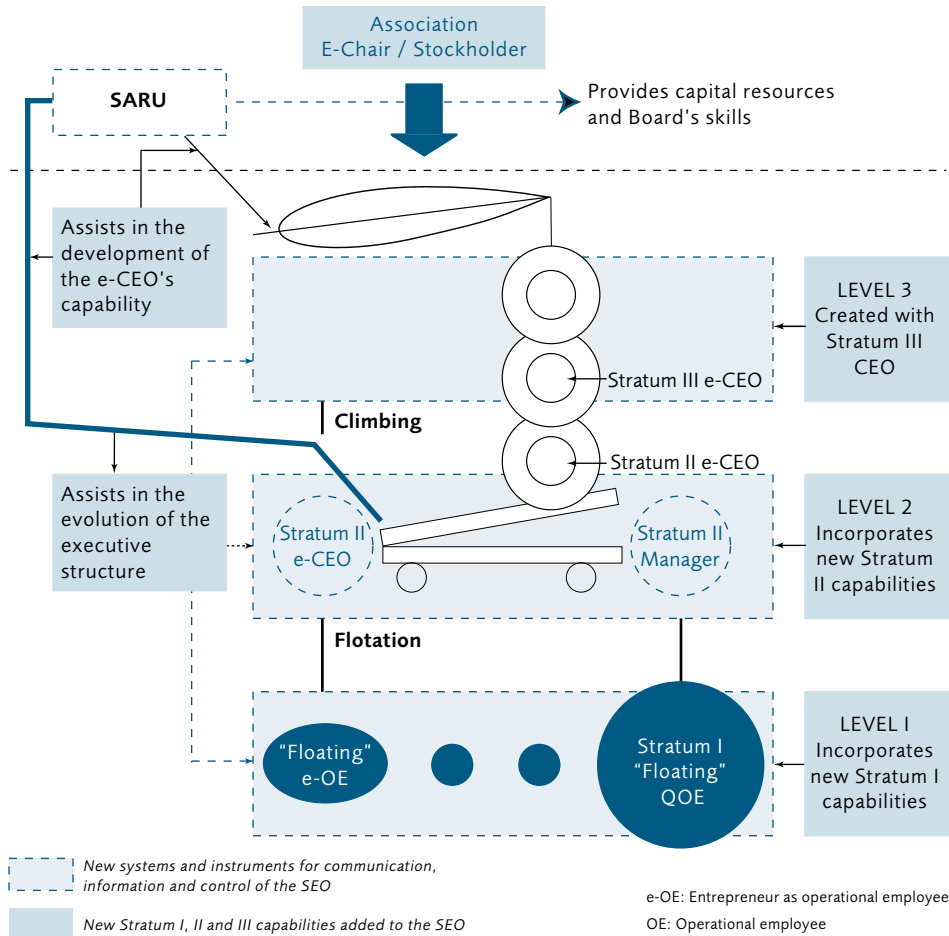 Association
E-Chair / Stockholder
SARU
Provides capital resources
and Board's skills
Assists in the
development of
the e-CEO's
capability
LEVEL 3
Created with
Stratum III
CEO
Stratum III e-CEO
Climbing
Stratum II e-CEO
Assists in the
evolution of the
executive
structure
Stratum II
e-CEO
Stratum II
Manager
LEVEL 2
Incorporates
new Stratum
II capabilities
Flotation
"Floating"
e-OE
Stratum I
"Floating"
QOE
LEVEL I
Incorporates
new Stratum I
capabilities
New systems and instruments for communication,
information and control of the SEO
New Stratum I, II and III capabilities added to the SEO
e-OE: Entrepreneur as operational employee
OE: Operational employee